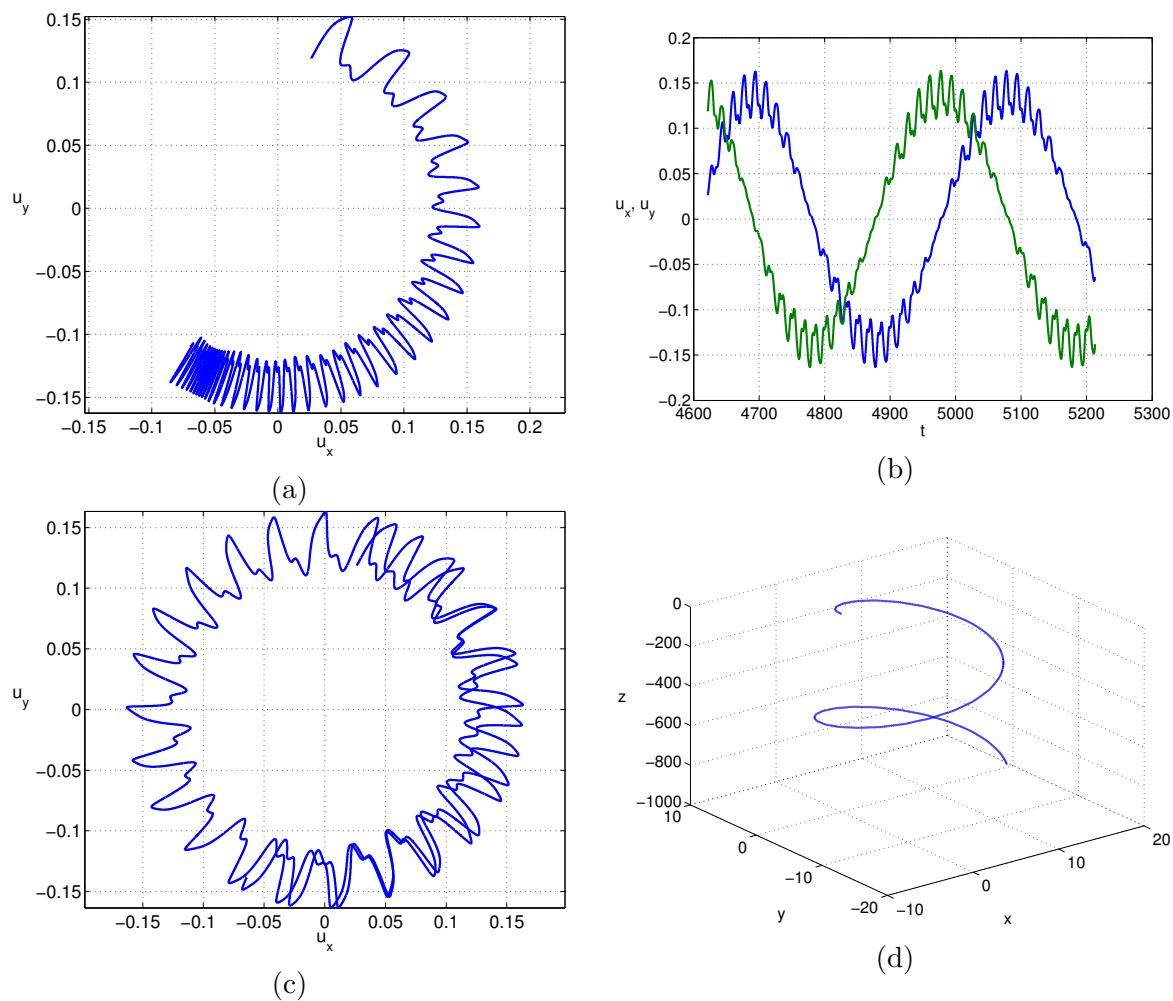 0.15
0.1
0.05
0
−0.05
−0.1
−0.15
u_y
−0.15 −0.1 −0.05 0 0.05 0.1 0.15 0.2
u_x
(a)
0.2
0.15
0.1
0.05
0
−0.05
−0.1
−0.15
−0.2
u_x, u_y
4600 4700 4800 4900 5000 5100 5200 5300
t
(b)
0.15
0.1
0.05
0
−0.05
−0.1
−0.15
u_y
−0.15 −0.1 −0.05 0 0.05 0.1 0.15
u_x
(c)
0
−200
−400
−600
−800
−1000
z
10
0
−10
−20
y
−10
0
10
20
x
(d)